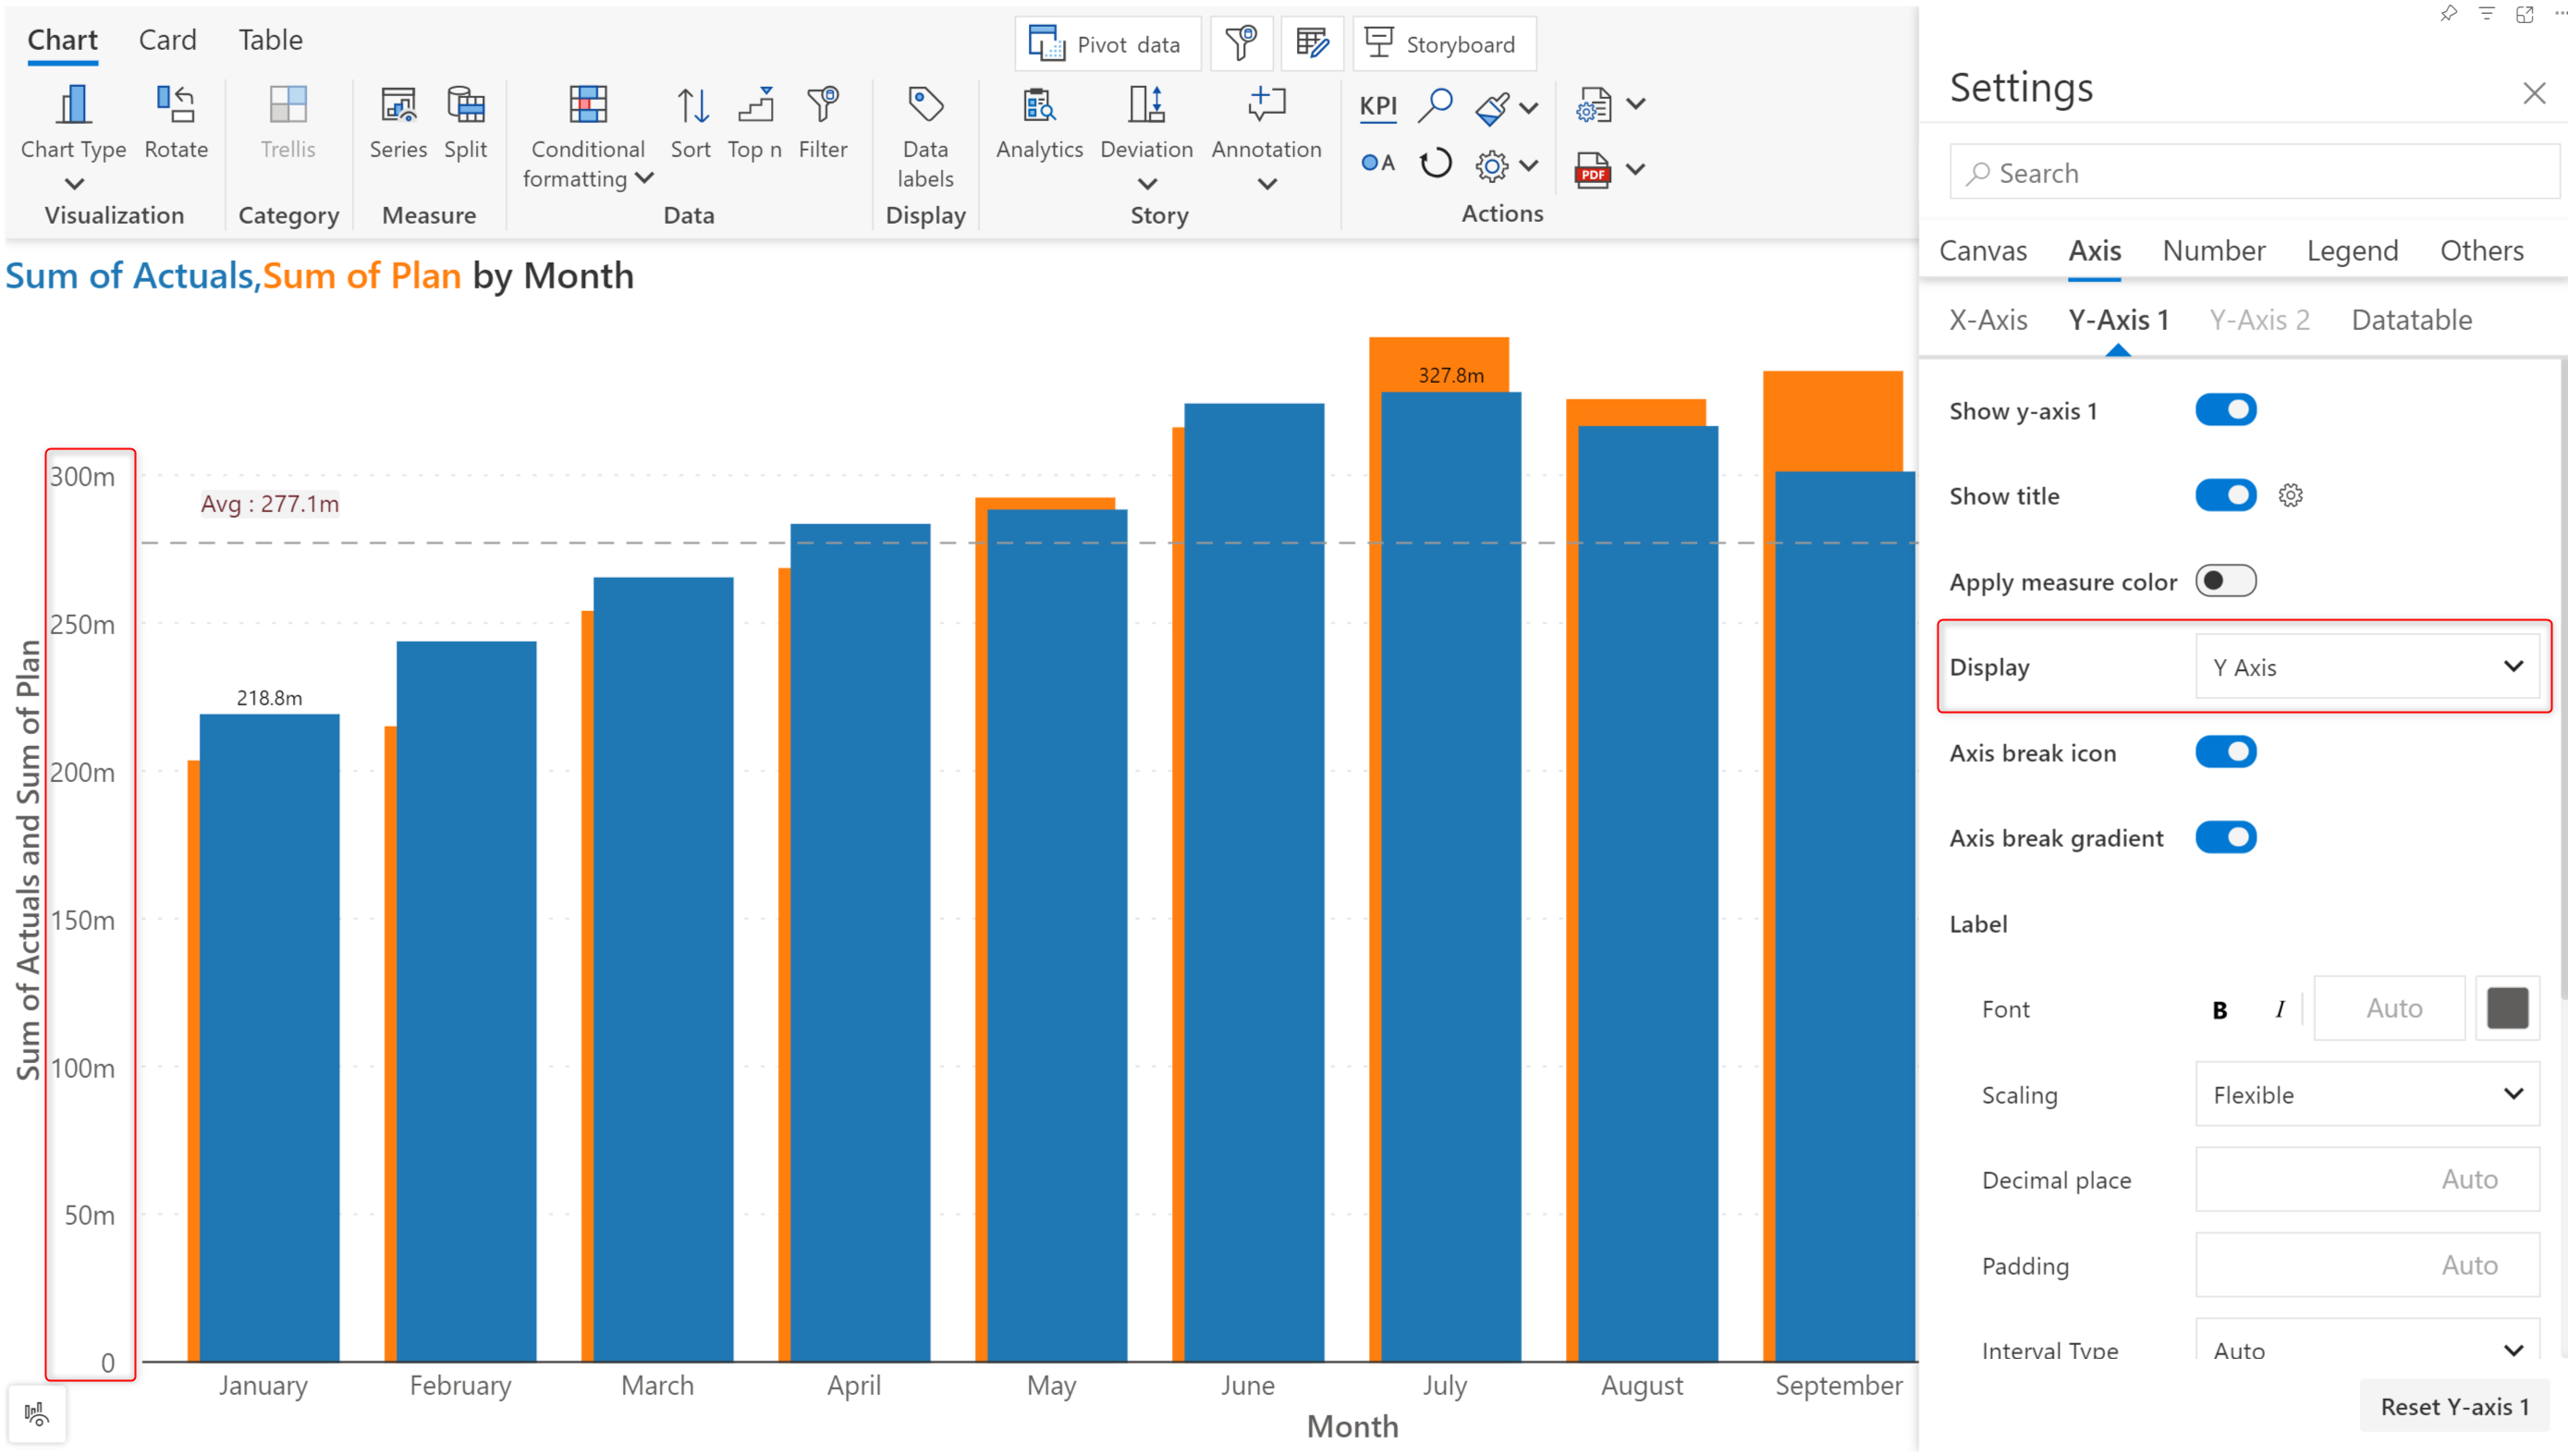 Chart Card Table
Pivot data
Storyboard
Chart Type Rotate
Visualization
Trellis
Category
Series Split
Measure
Conditional formatting Sort Top n Filter
Data
Data labels
Display
Analytics Deviation Annotation
Story
KPI
A
PDF
Actions
Sum of Actuals,Sum of Plan by Month
Sum of Actuals and Sum of Plan
300m
250m
200m
150m
100m
50m
0
Avg : 277.1m
218.8m
327.8m
January February March April May June July August September
Month
Settings
Search
Canvas Axis Number Legend Others
X-Axis Y-Axis 1 Y-Axis 2 Datatable
Show y-axis 1
Show title
Apply measure color
Display Y Axis
Axis break icon
Axis break gradient
Label
Font B I Auto
Scaling Flexible
Decimal place Auto
Padding Auto
Interval Type Auto
Reset Y-axis 1